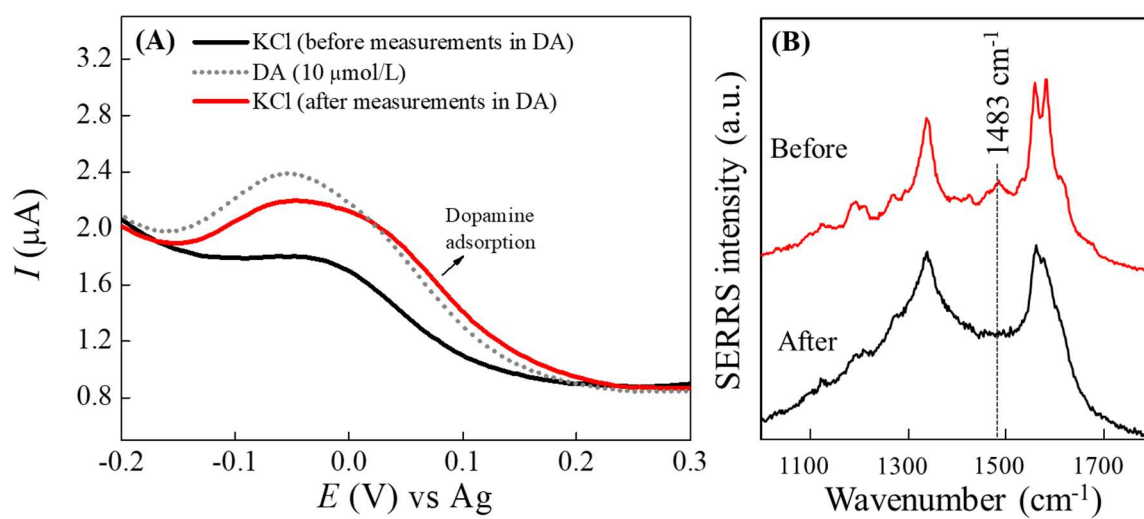 (A)
KCl (before measurements in DA)
DA (10 μmol/L)
KCl (after measurements in DA)
3.2
2.8
2.4
2.0
1.6
1.2
0.8
I (μA)
Dopamine
adsorption
-0.2
-0.1
0.0
0.1
0.2
0.3
E (V) vs Ag
(B)
1483 cm-1
Before
After
SERRS intensity (a.u.)
1100
1300
1500
1700
Wavenumber (cm-1)